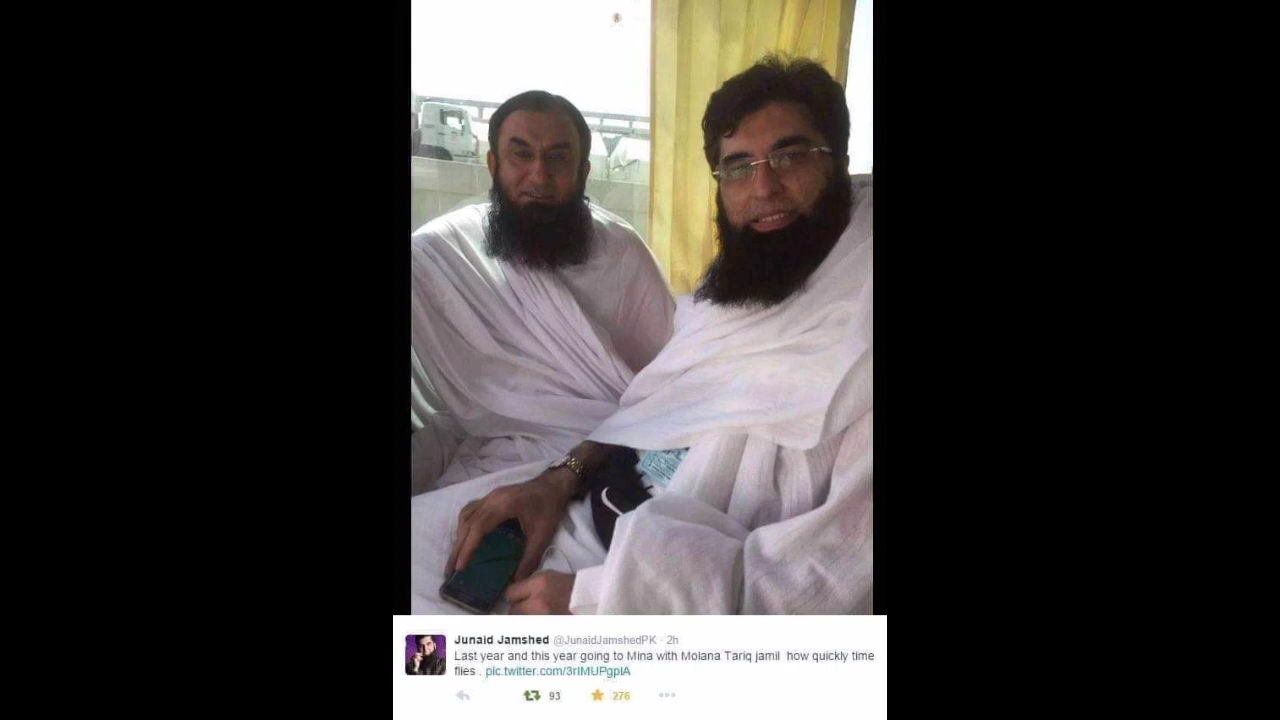 Junaid Jamshed @JunaidJamshedPK · 2h
Last year and this year going to Mina with Molana Tariq jamil how quickly time
flies . pic.twitter.com/3rIMUPgpIA
93 276